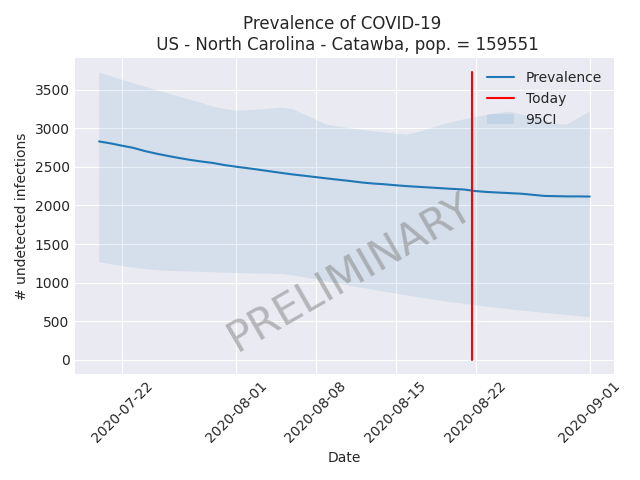 Prevalence of COVID-19
US - North Carolina - Catawba, pop. = 159551
Prevalence
Today
95CI
3500
3000
2500
2000
1500
1000
500
0
# undetected infections
PRELIMINARY
2020-07-22
2020-08-01
2020-08-08
2020-08-15
2020-08-22
2020-09-01
Date